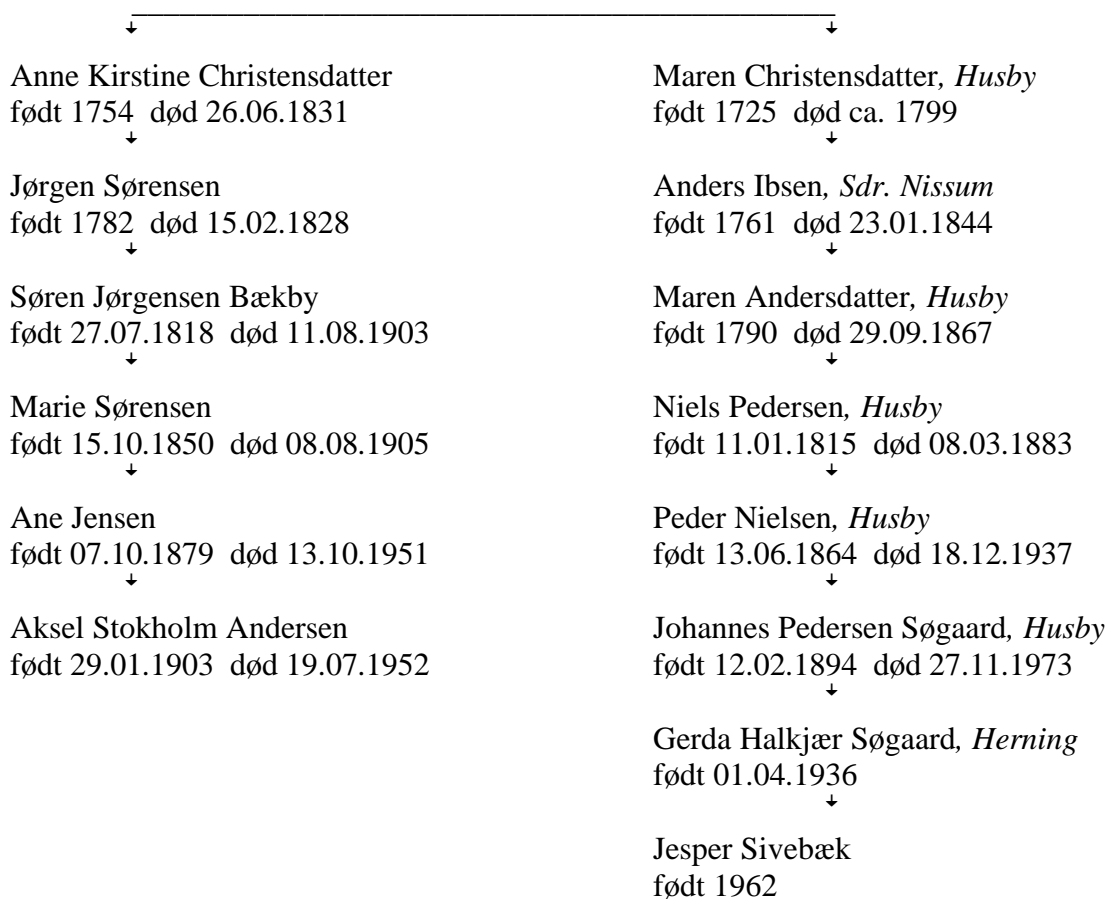 Anne Kirstine Christensdatter
født 1754 død 26.06.1831
Jørgen Sørensen
født 1782 død 15.02.1828
Søren Jørgensen Bækby
født 27.07.1818 død 11.08.1903
Marie Sørensen
født 15.10.1850 død 08.08.1905
Ane Jensen
født 07.10.1879 død 13.10.1951
Aksel Stokholm Andersen
født 29.01.1903 død 19.07.1952
Maren Christensdatter, Husby
født 1725 død ca. 1799
Anders Ibsen, Sdr. Nissum
født 1761 død 23.01.1844
Maren Andersdatter, Husby
født 1790 død 29.09.1867
Niels Pedersen, Husby
født 11.01.1815 død 08.03.1883
Peder Nielsen, Husby
født 13.06.1864 død 18.12.1937
Johannes Pedersen Søgaard, Husby
født 12.02.1894 død 27.11.1973
Gerda Halkjær Søgaard, Herning
født 01.04.1936
Jesper Sivebæk
født 1962